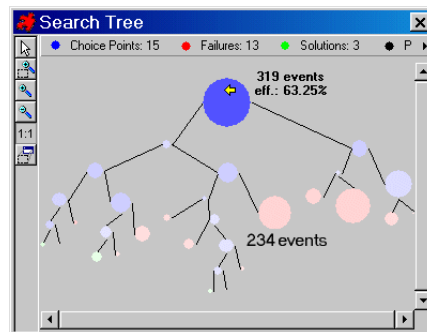 Search Tree
Choice Points: 15 Failures: 13 Solutions: 3 P
319 events
eff.: 63.25%
1:1
234 events